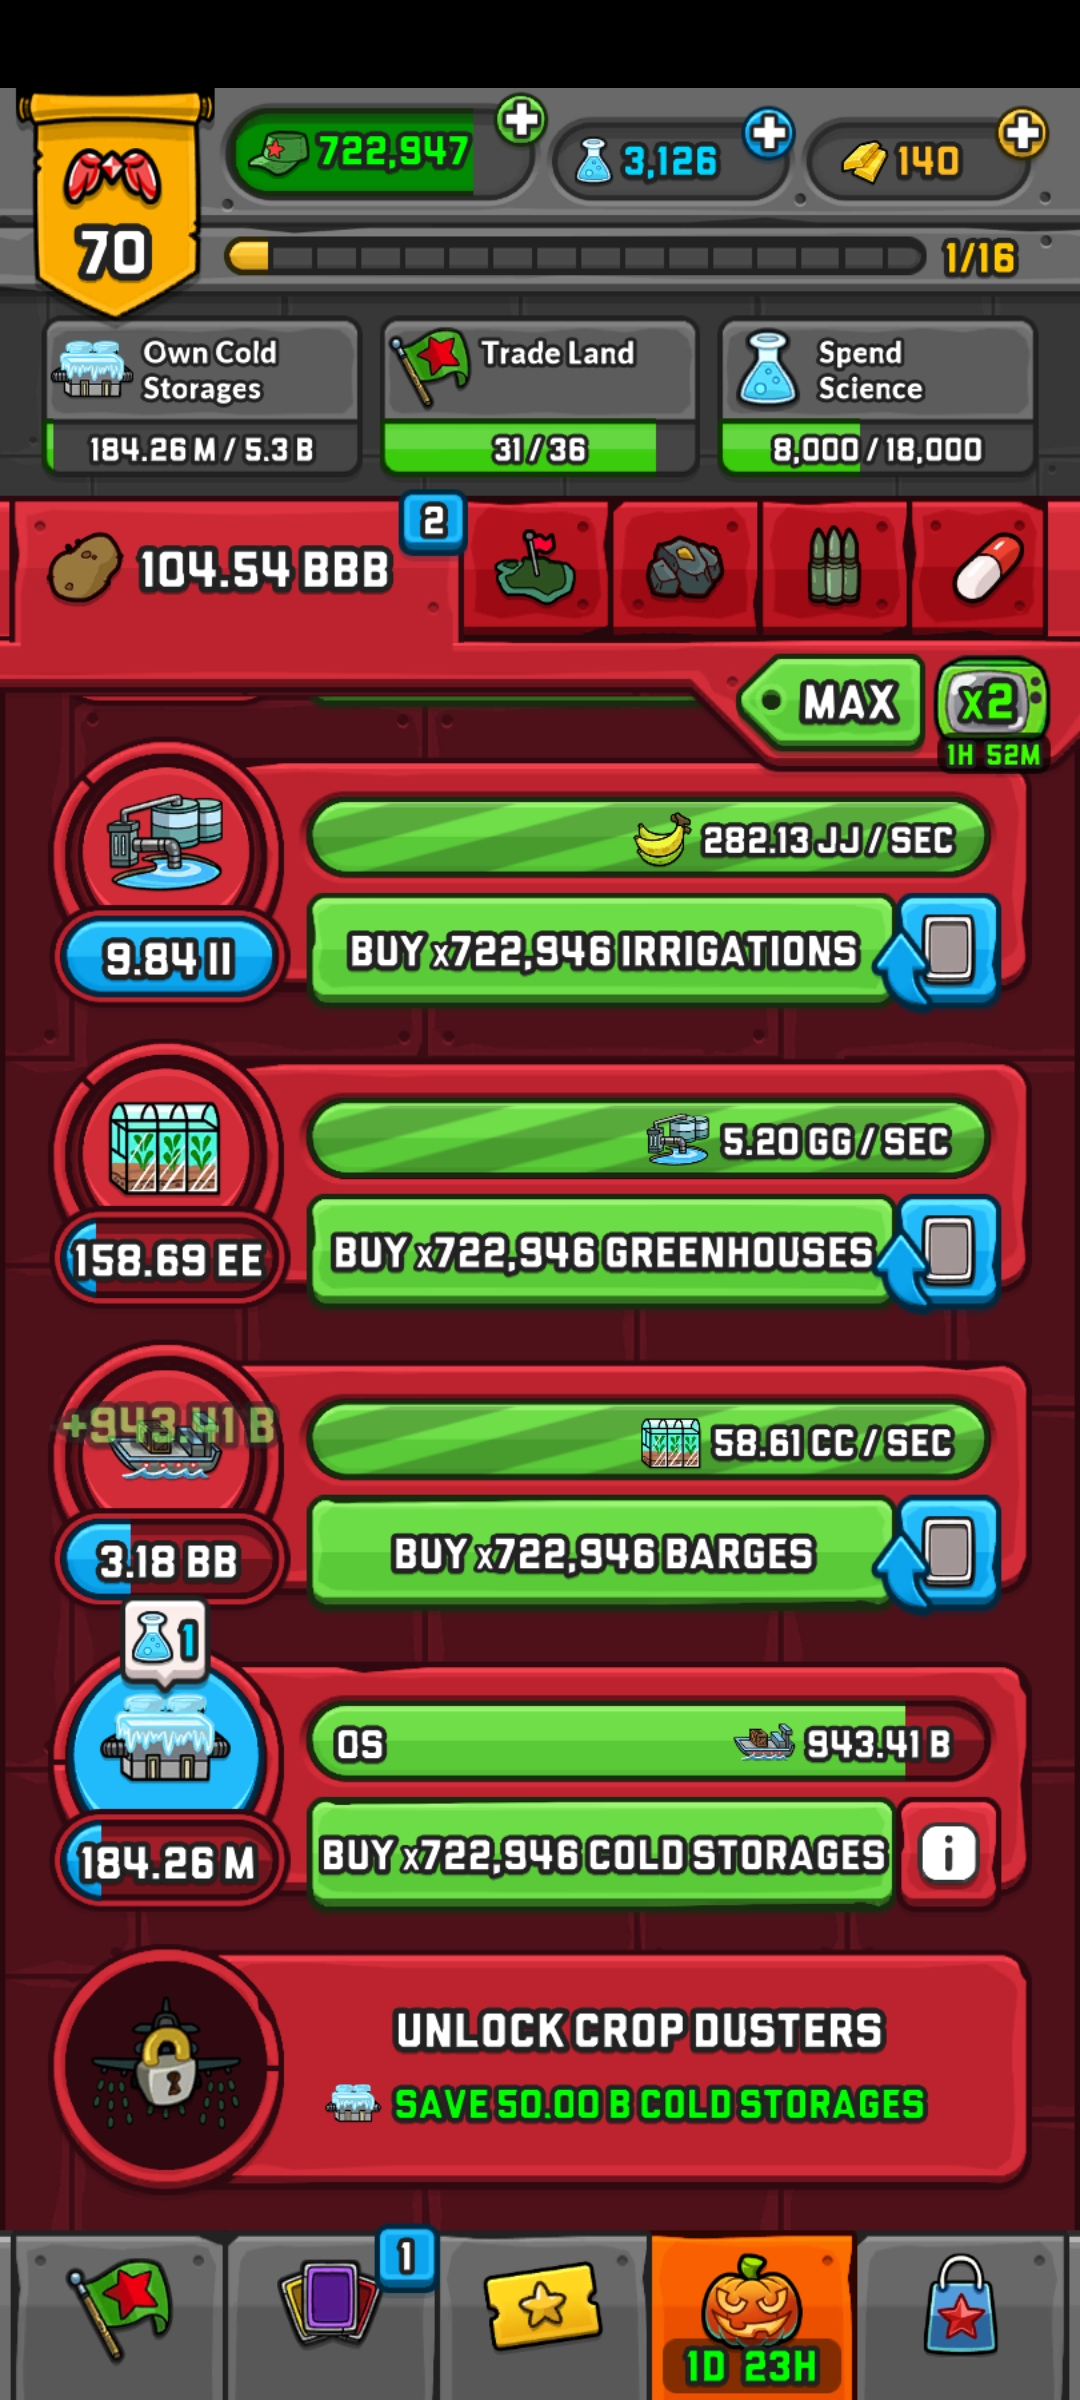 70
722,947
3,126
140
1/16
Own Cold
Storages
184.26 M / 5.3 B
Trade Land
31 / 36
Spend
Science
8,000 / 18,000
104.54 BBB
2
MAX
x2
1H 52M
282.13 JJ / SEC
9.84 II
BUY x722,946 IRRIGATIONS
5.20 GG / SEC
158.69 EE
BUY x722,946 GREENHOUSES
+943.41 B
58.61 CC / SEC
3.18 BB
BUY x722,946 BARGES
1
0S
943.41 B
184.26 M
BUY x722,946 COLD STORAGES
i
UNLOCK CROP DUSTERS
SAVE 50.00 B COLD STORAGES
1
1D 23H